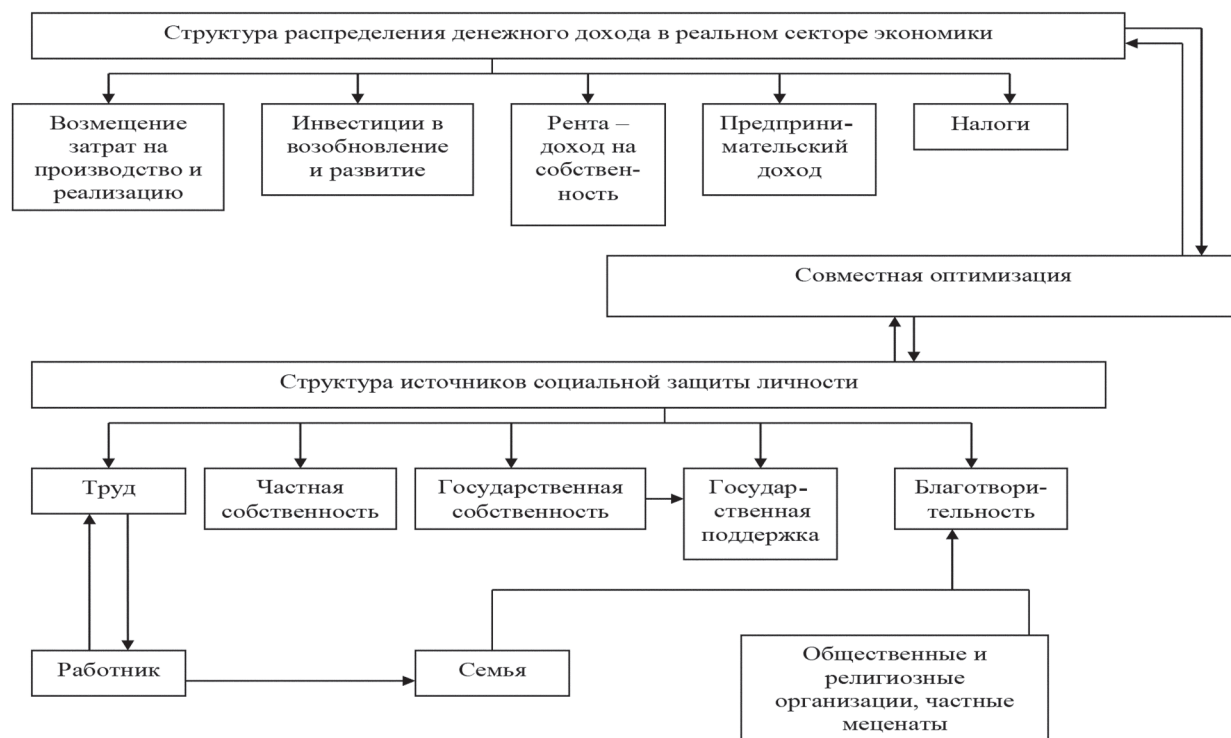 Структура распределения денежного дохода в реальном секторе экономики
Возмещение
затрат на
производство и
реализацию
Инвестиции в
возобновление
и развитие
Рента –
доход на
собствен-
ность
Предприни-
мательский
доход
Налоги
Совместная оптимизация
Структура источников социальной защиты личности
Труд
Частная
собственность
Государственная
собственность
Государ-
ственная
поддержка
Благотвори-
тельность
Работник
Семья
Общественные и
религиозные
организации, частные
меценаты